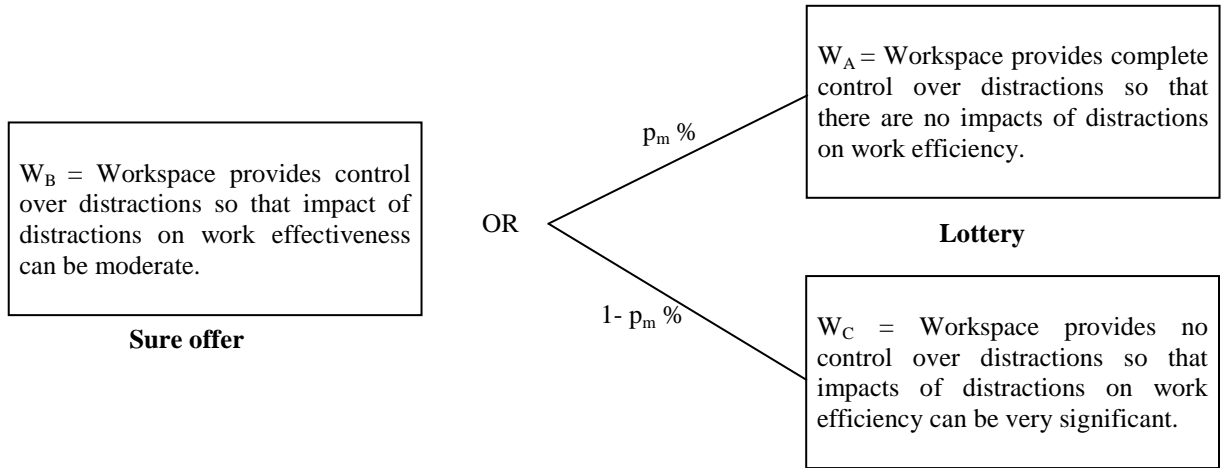 W_B = Workspace provides control
over distractions so that impact of
distractions on work effectiveness
can be moderate.
Sure offer
OR
p_m %
1- p_m %
W_A = Workspace provides complete
control over distractions so that
there are no impacts of distractions
on work efficiency.
Lottery
W_C = Workspace provides no
control over distractions so that
impacts of distractions on work
efficiency can be very significant.